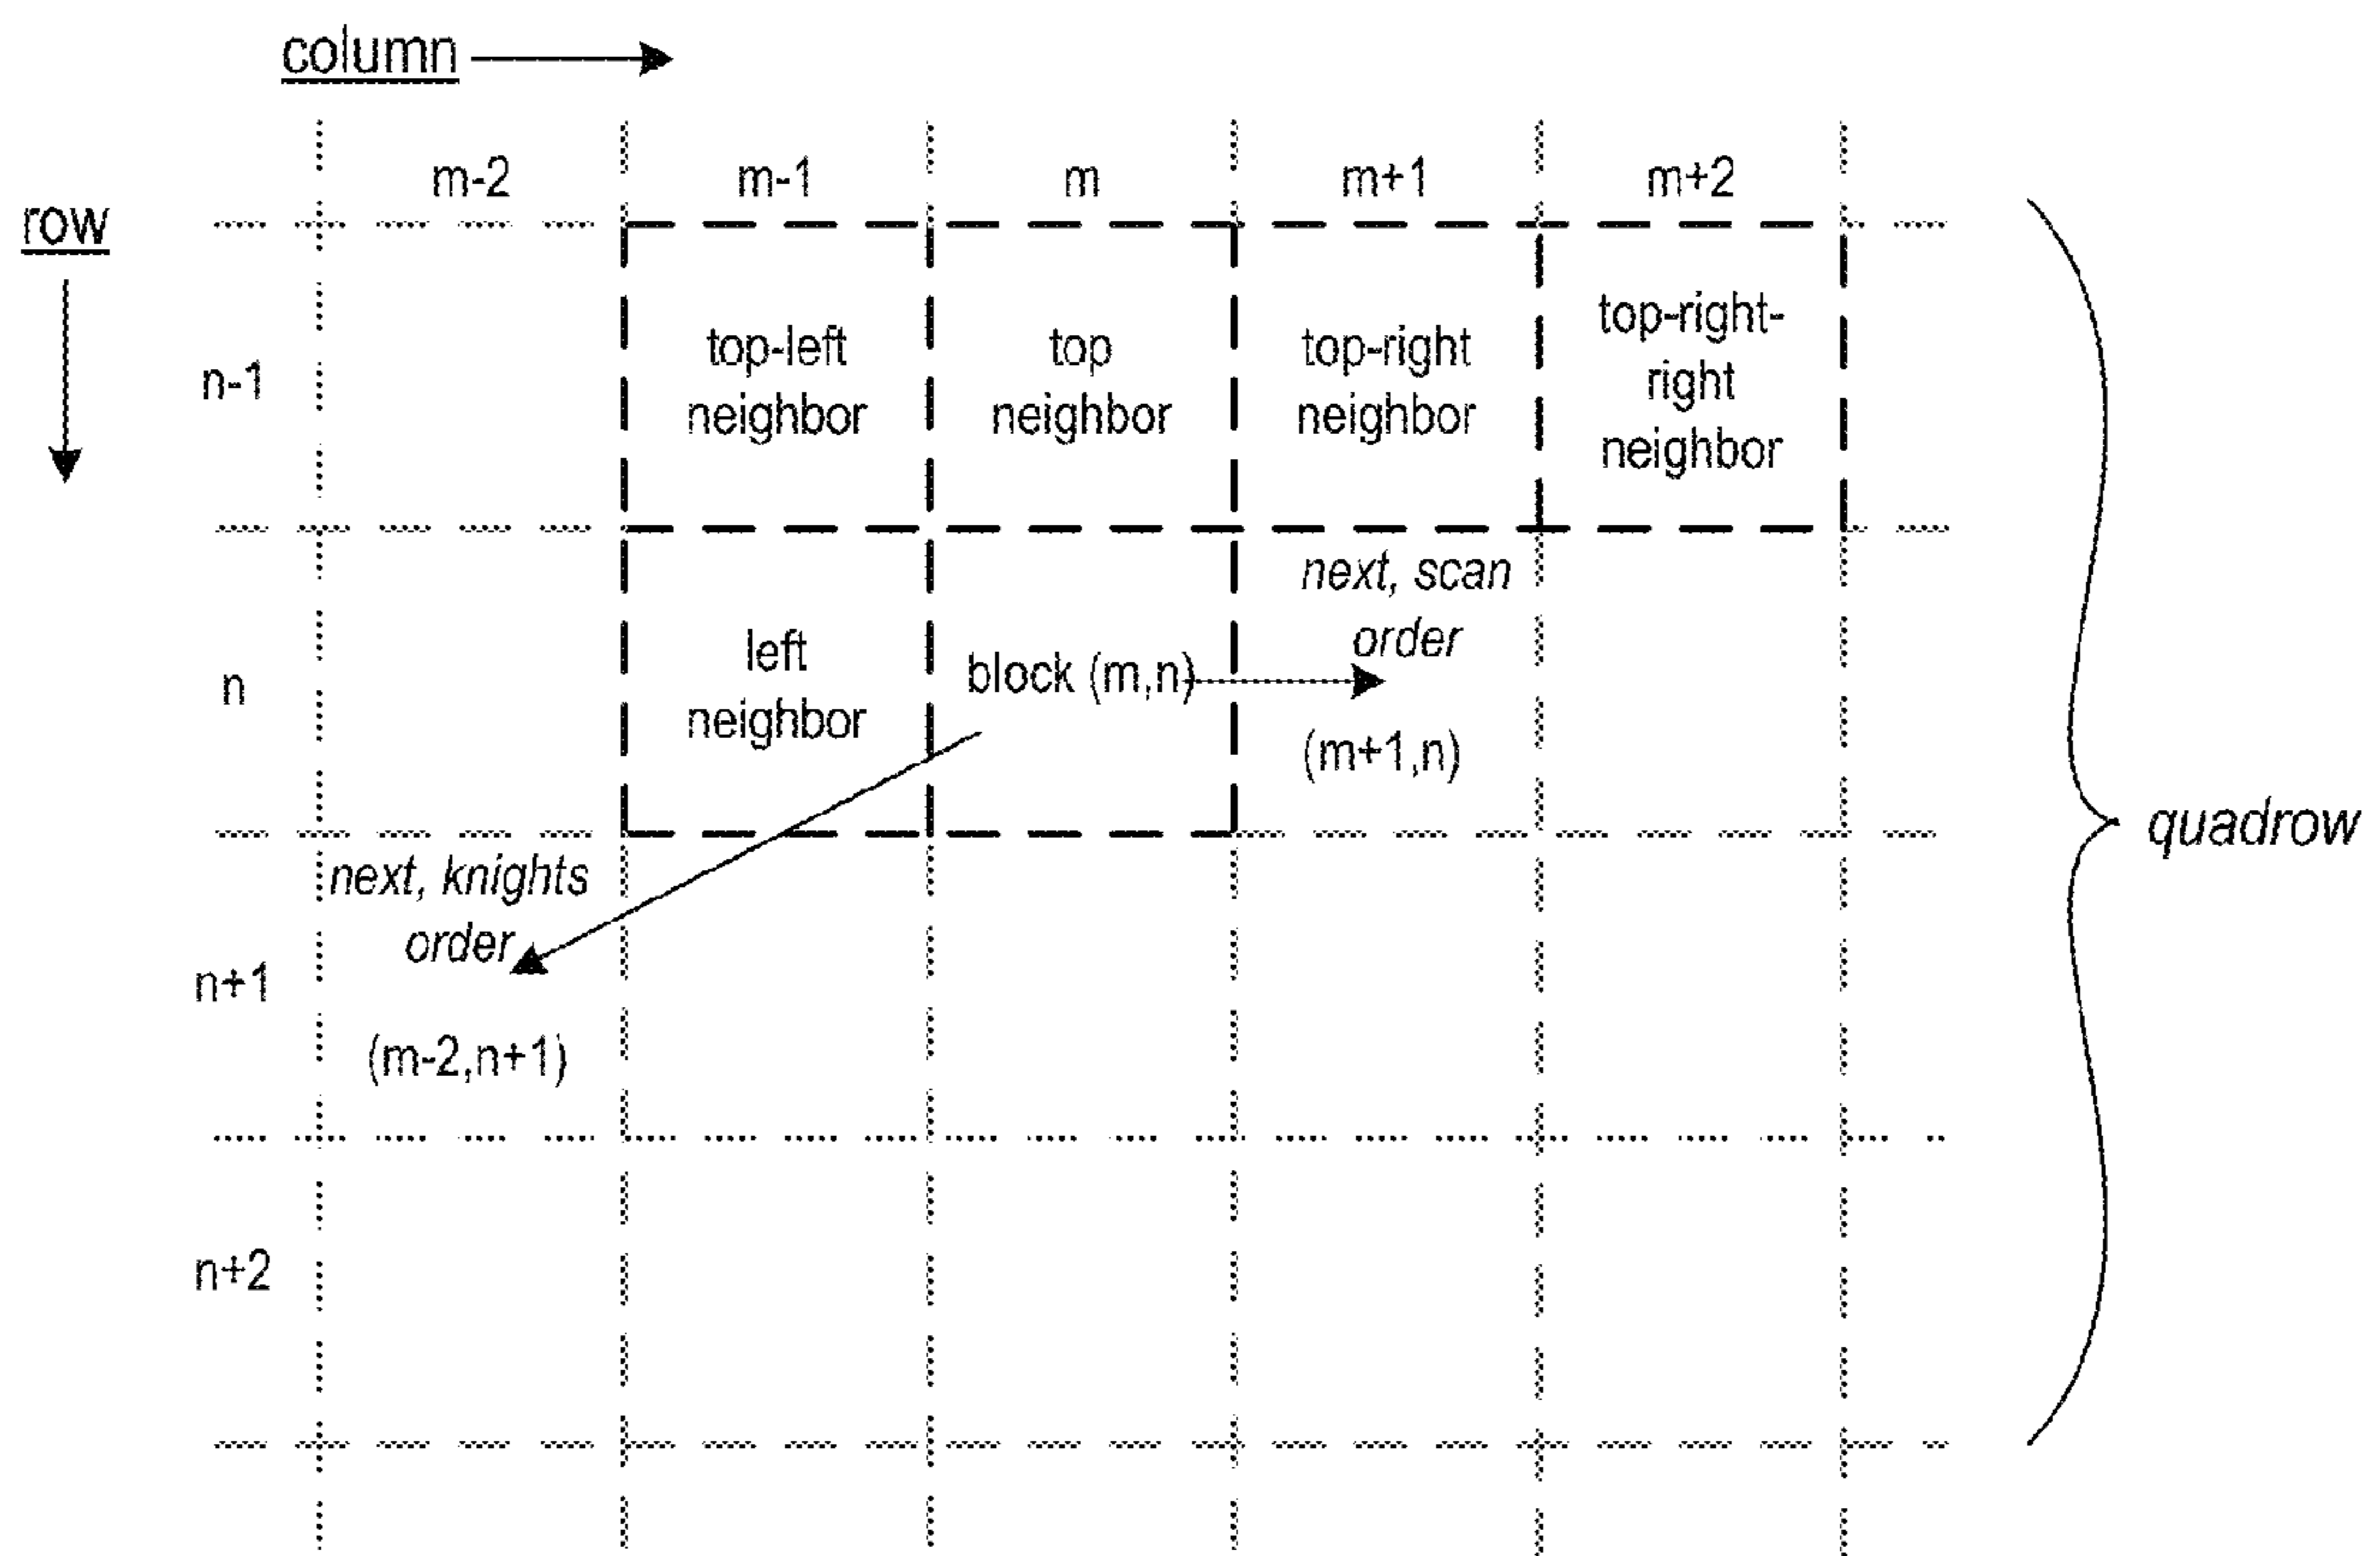 column
m-2 m-1 m m+1 m+2
row
n-1
top-left
neighbor
top
neighbor
top-right
neighbor
top-right-
right
neighbor
n
left
neighbor
block (m,n)
next, scan
order
(m+1,n)
quadrow
next, knights
order
n+1
(m-2,n+1)
n+2